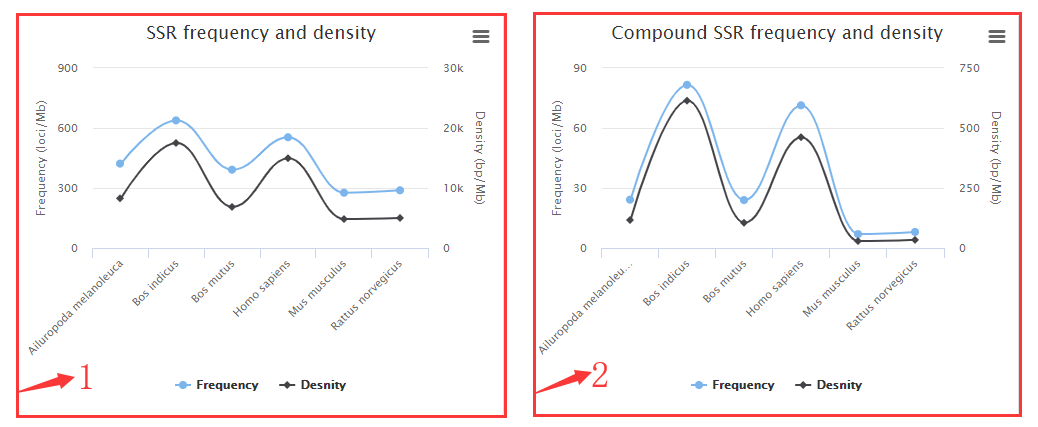 SSR frequency and density
900
600
300
0
Frequency (loci/Mb)
30k
20k
10k
0
Density (bp/Mb)
Ailuropoda melanoleuca
Bos indicus
Bos mutus
Homo sapiens
Mus musculus
Rattus norvegicus
1
Frequency
Desnity
Compound SSR frequency and density
90
60
30
0
Frequency (loci/Mb)
750
500
250
0
Density (bp/Mb)
Ailuropoda melanoleu...
Bos indicus
Bos mutus
Homo sapiens
Mus musculus
Rattus norvegicus
2
Frequency
Desnity